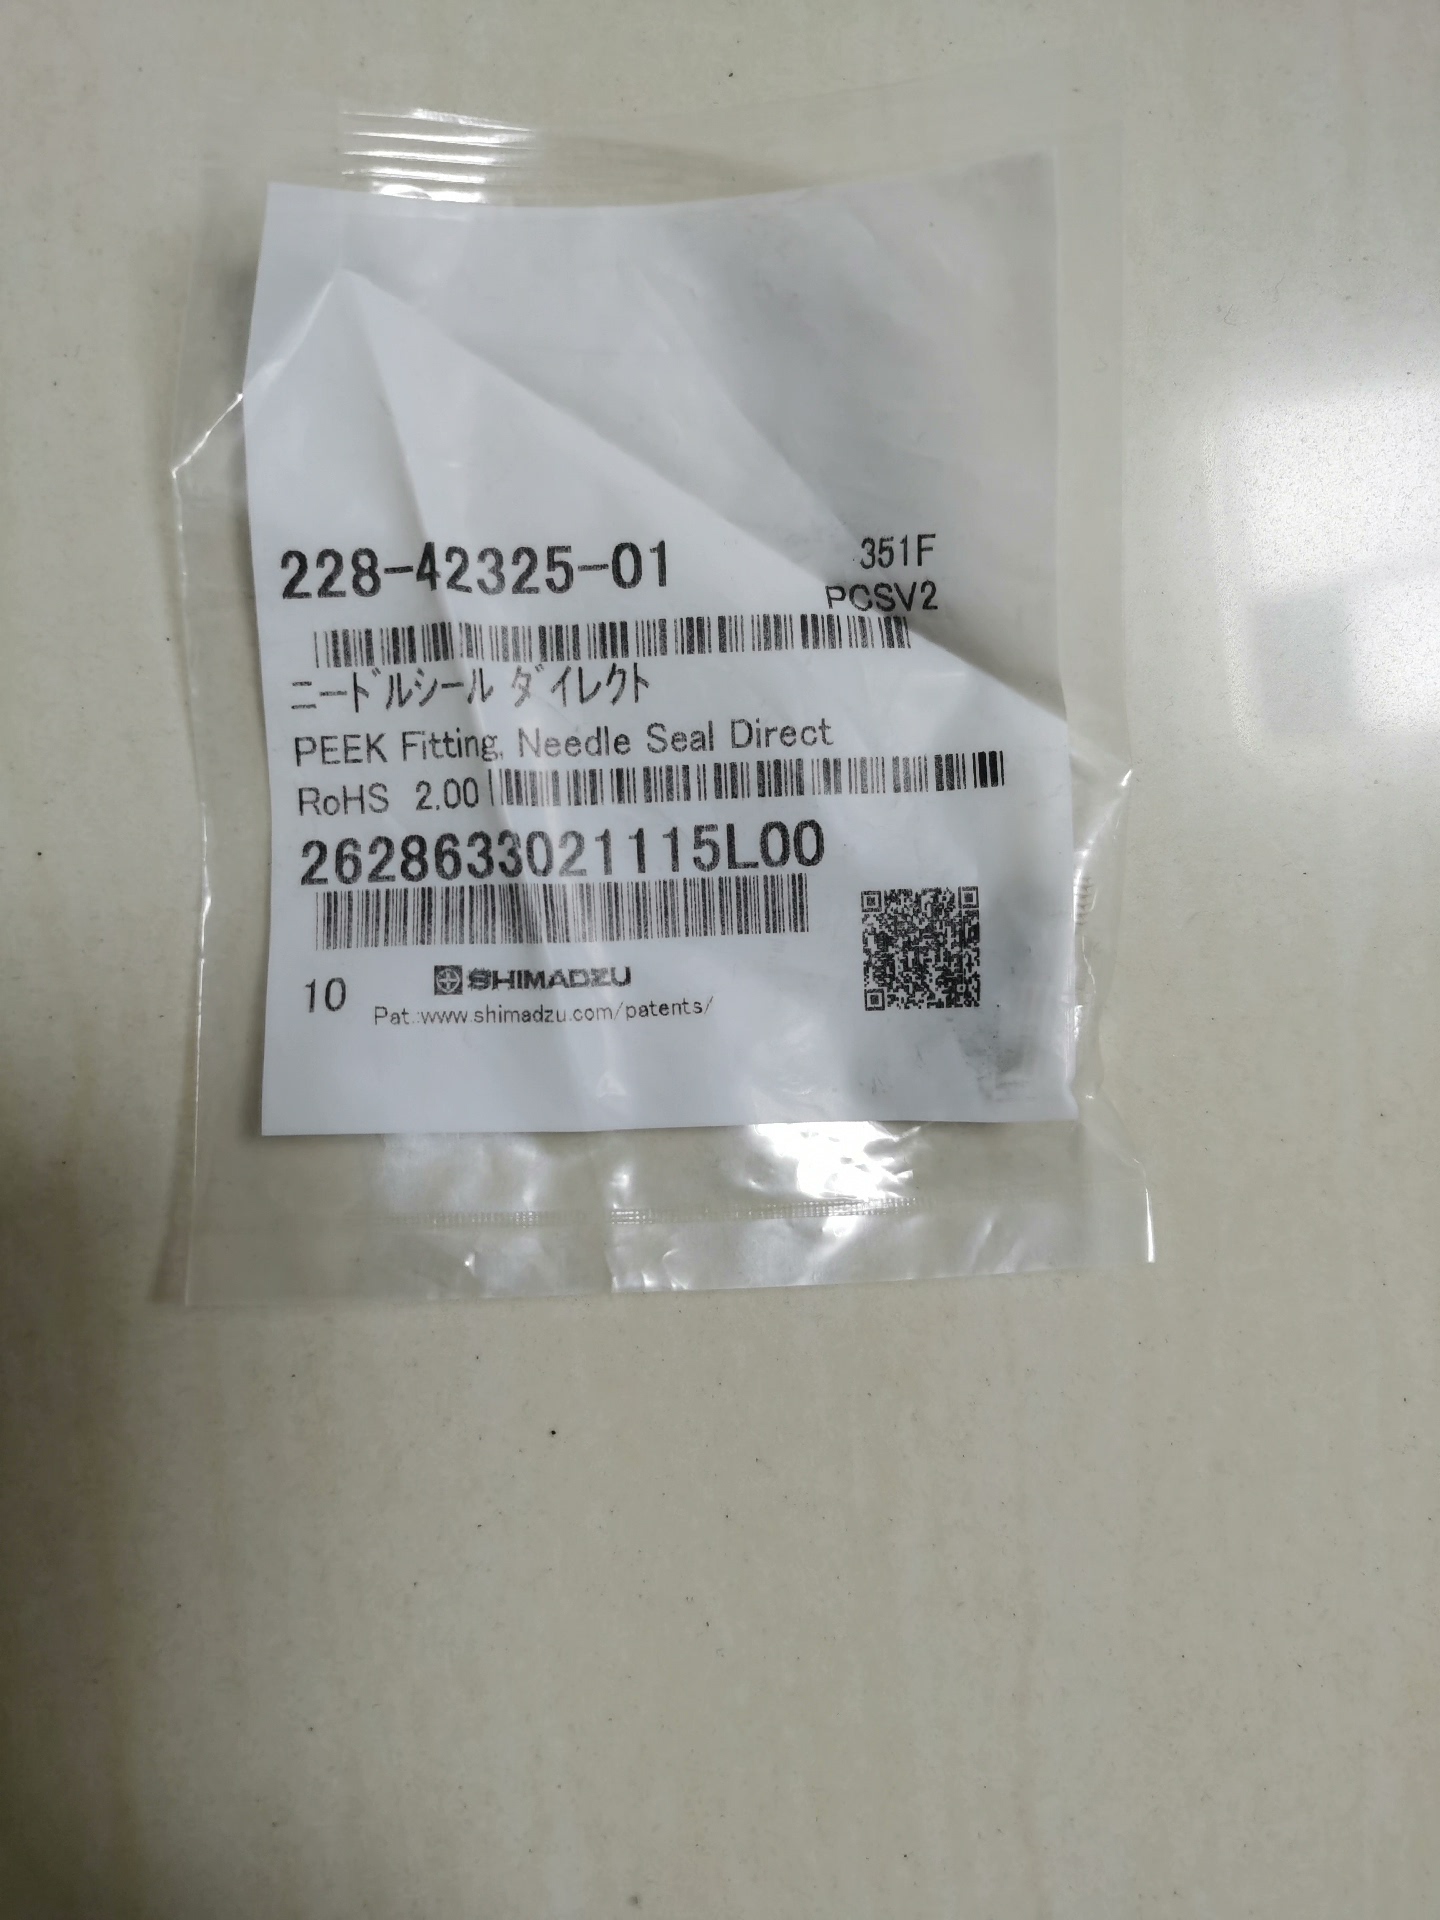 228-42325-01
351F
PCSV2
ニードルシール ダイレクト
PEEK Fitting, Needle Seal Direct
RoHS 2.00
2628633021115L00
10
SHIMADZU
Pat.:www.shimadzu.com/patents/